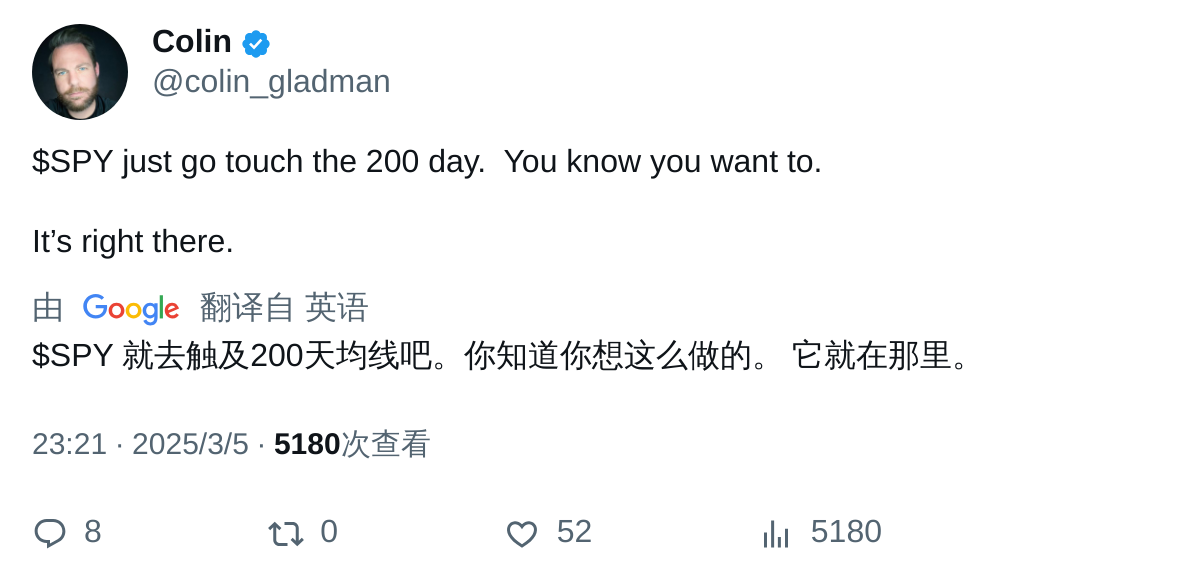 Colin
@colin_gladman
$SPY just go touch the 200 day.  You know you want to.
It’s right there.
由 Google 翻译自 英语
$SPY 就去触及200天均线吧。你知道你想这么做的。 它就在那里。
23:21 · 2025/3/5 · 5180次查看
8 0 52 5180